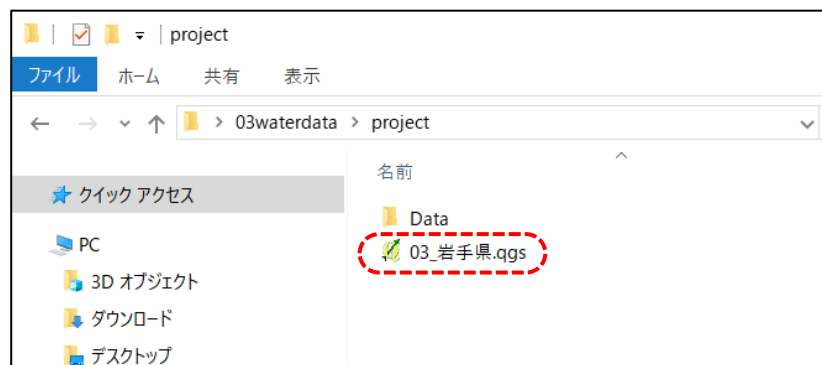 project
ファイル ホーム 共有 表示
03waterdata > project
名前
クイック アクセス
Data
PC
03_岩手県.qgs
3D オブジェクト
ダウンロード
デスクトップ